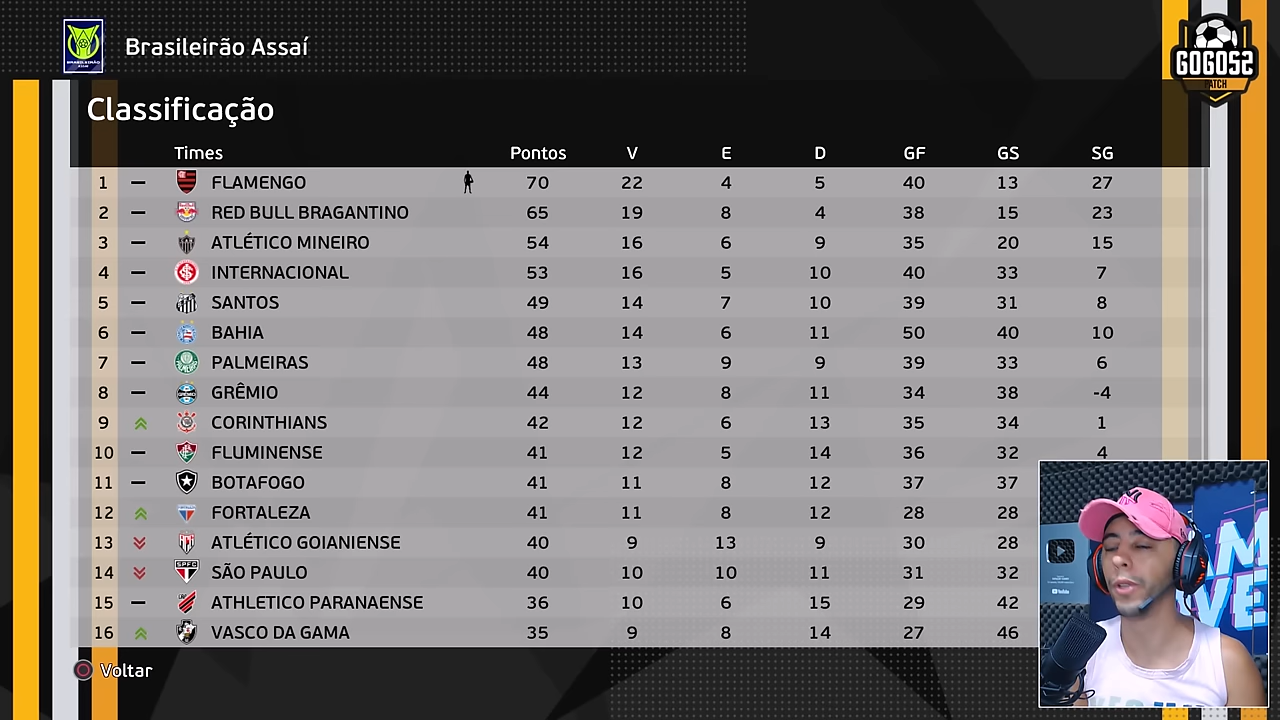 Brasileirão Assaí
GOGOS2
PATCH
Classificação
Times Pontos V E D GF GS SG
1 FLAMENGO 70 22 4 5 40 13 27
2 RED BULL BRAGANTINO 65 19 8 4 38 15 23
3 ATLÉTICO MINEIRO 54 16 6 9 35 20 15
4 INTERNACIONAL 53 16 5 10 40 33 7
5 SANTOS 49 14 7 10 39 31 8
6 BAHIA 48 14 6 11 50 40 10
7 PALMEIRAS 48 13 9 9 39 33 6
8 GRÊMIO 44 12 8 11 34 38 -4
9 CORINTHIANS 42 12 6 13 35 34 1
10 FLUMINENSE 41 12 5 14 36 32 4
11 BOTAFOGO 41 11 8 12 37 37
12 FORTALEZA 41 11 8 12 28 28
13 ATLÉTICO GOIANIENSE 40 9 13 9 30 28
14 SÃO PAULO 40 10 10 11 31 32
15 ATHLETICO PARANAENSE 36 10 6 15 29 42
16 VASCO DA GAMA 35 9 8 14 27 46
Voltar